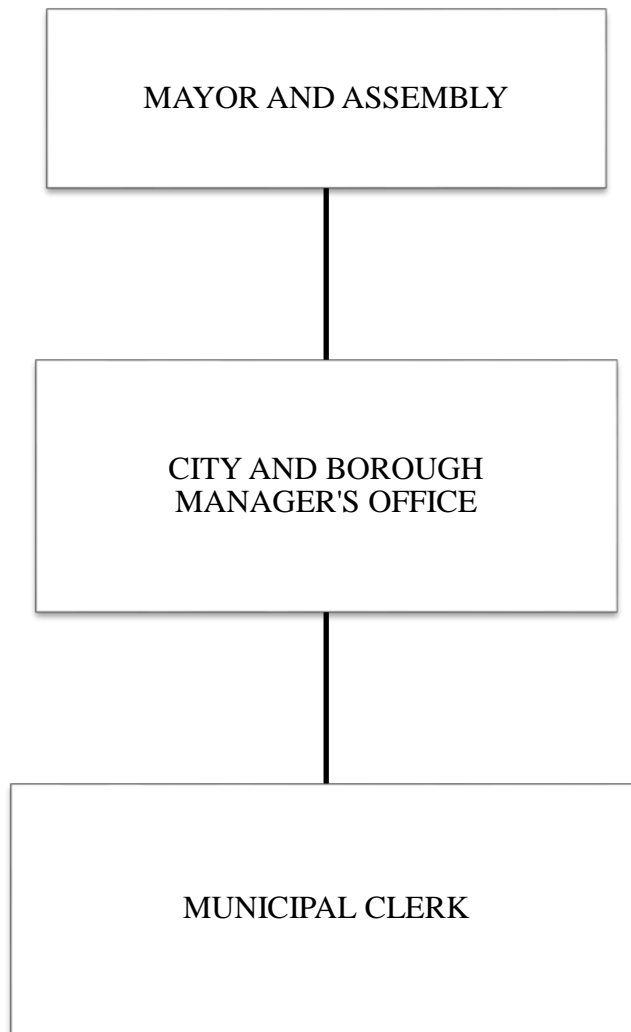 MAYOR AND ASSEMBLY
CITY AND BOROUGH
MANAGER'S OFFICE
MUNICIPAL CLERK